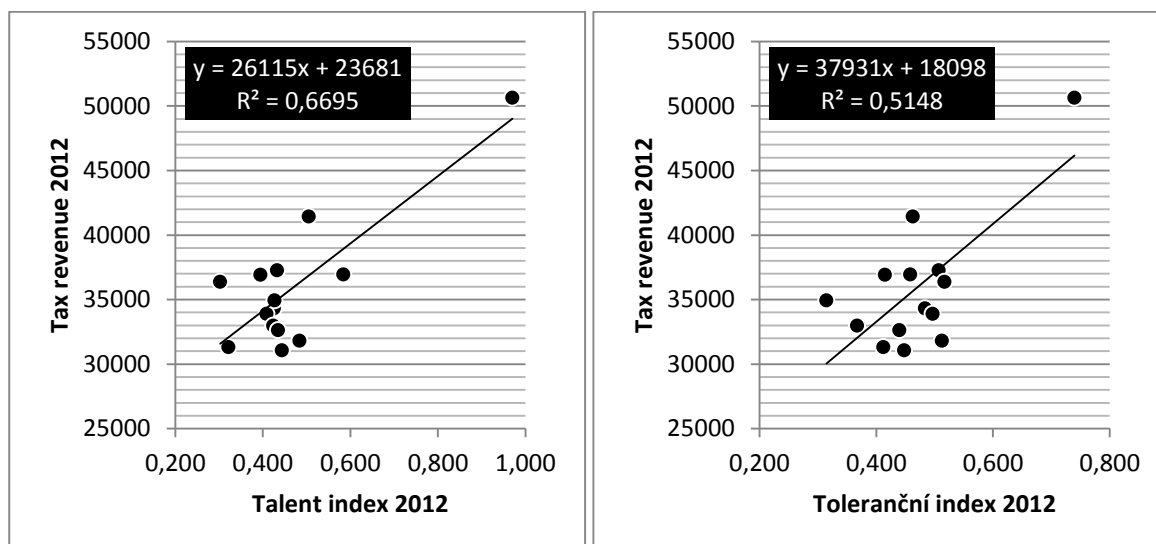 55000
50000
45000
40000
35000
30000
25000
Tax revenue 2012
y = 26115x + 23681
R² = 0,6695
0,200 0,400 0,600 0,800 1,000
Talent index 2012
55000
50000
45000
40000
35000
30000
25000
Tax revenue 2012
y = 37931x + 18098
R² = 0,5148
0,200 0,400 0,600 0,800
Toleranční index 2012